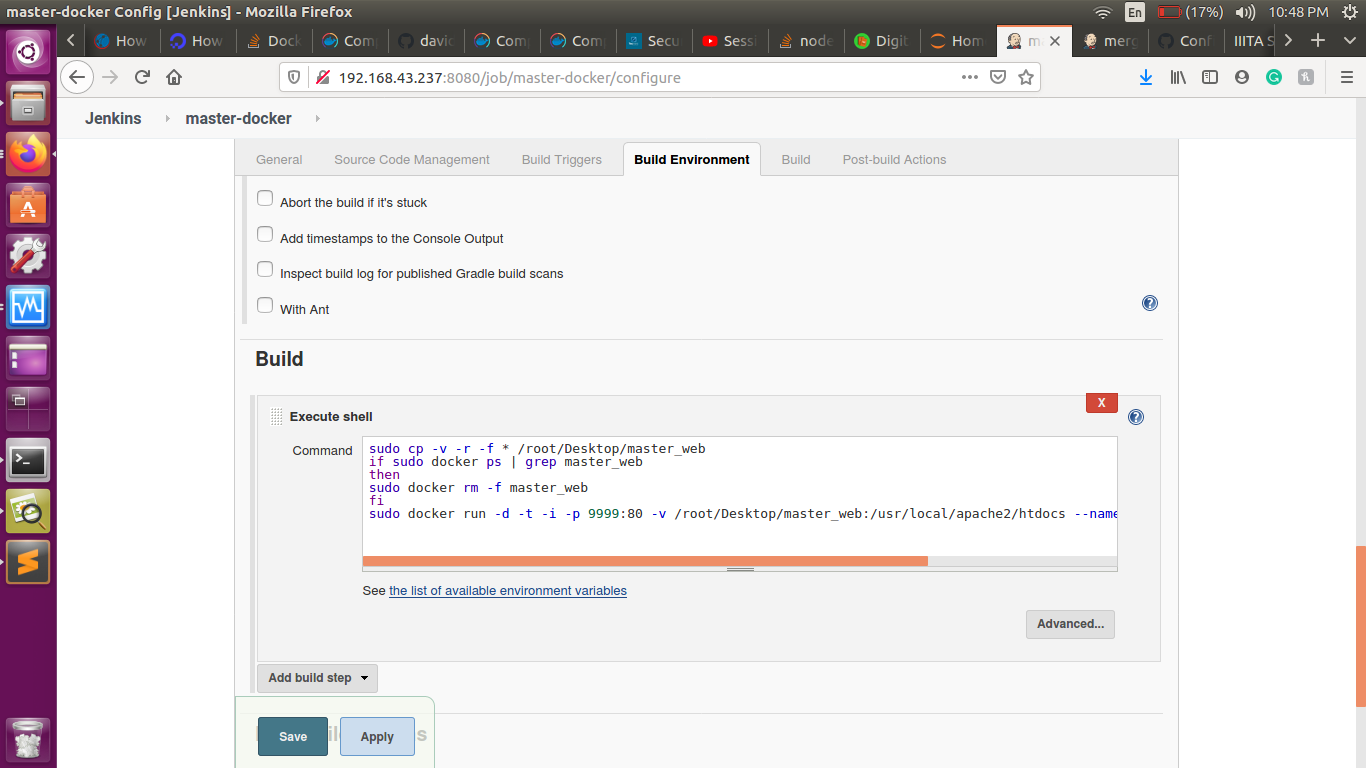 master-docker Config [Jenkins] - Mozilla Firefox
En
(17%)
10:48 PM
How
How
Dock
Com
davic
Com
Com
Secu
Sessi
node
Digit
Hom
m
merg
Conf
IIITA S
192.168.43.237:8080/job/master-docker/configure
Jenkins
master-docker
General
Source Code Management
Build Triggers
Build Environment
Build
Post-build Actions
Abort the build if it's stuck
Add timestamps to the Console Output
Inspect build log for published Gradle build scans
With Ant
Build
X
Execute shell
Command
sudo cp -v -r -f * /root/Desktop/master_web
if sudo docker ps | grep master_web
then
sudo docker rm -f master_web
fi
sudo docker run -d -t -i -p 9999:80 -v /root/Desktop/master_web:/usr/local/apache2/htdocs --name
See the list of available environment variables
Advanced...
Add build step
Save
Apply